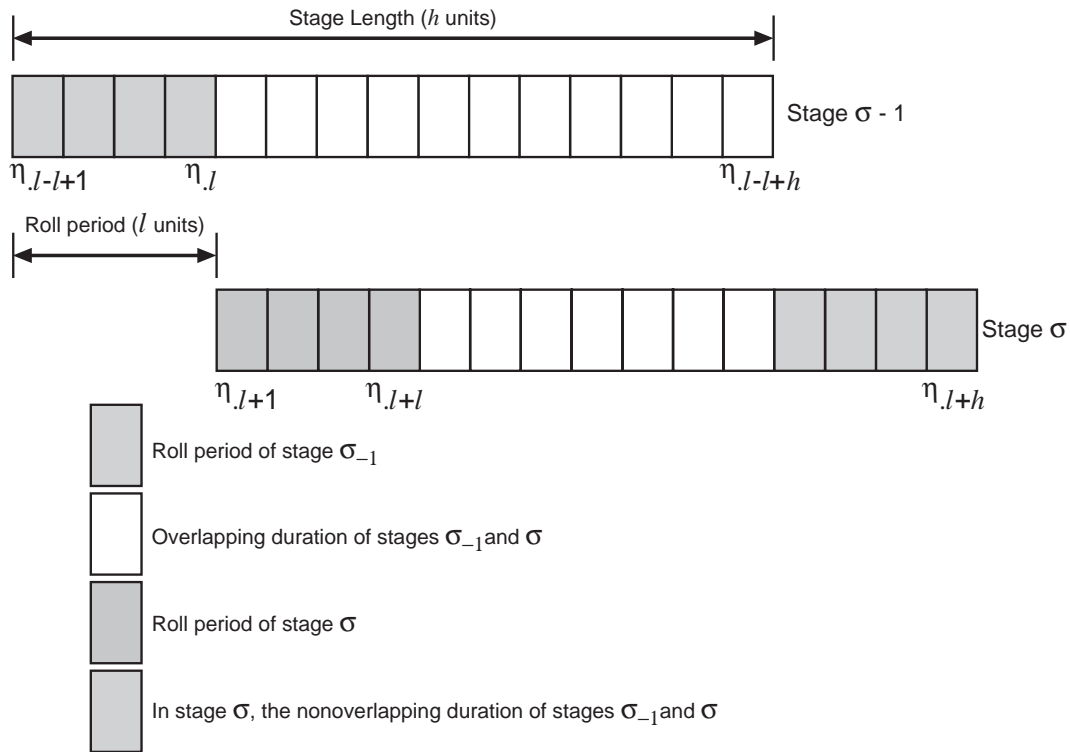 Stage Length (h units)
Stage σ - 1
η.l-l+1 η.l η.l-l+h
Roll period (l units)
Stage σ
η.l+1 η.l+l η.l+h
Roll period of stage σ−1
Overlapping duration of stages σ−1 and σ
Roll period of stage σ
In stage σ, the nonoverlapping duration of stages σ−1 and σ